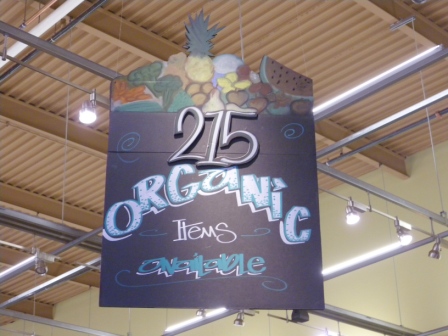 215
ORGANIC
Items
available